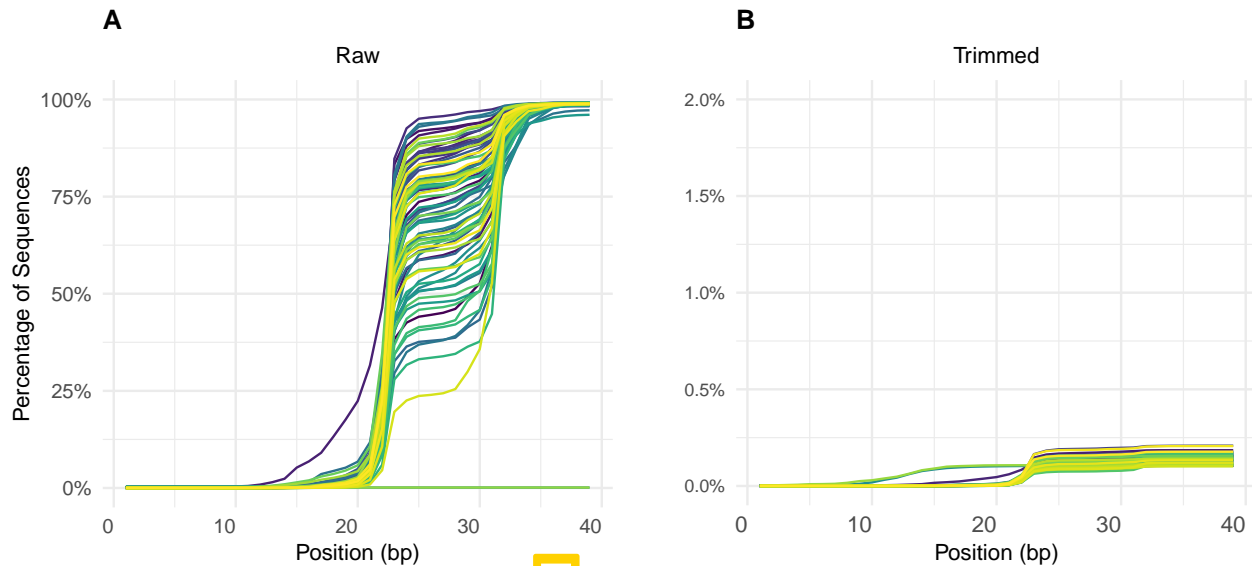 A
B
Raw
Trimmed
Percentage of Sequences
100%
75%
50%
25%
0%
0
10
20
30
40
Position (bp)
2.0%
1.5%
1.0%
0.5%
0.0%
0
10
20
30
40
Position (bp)